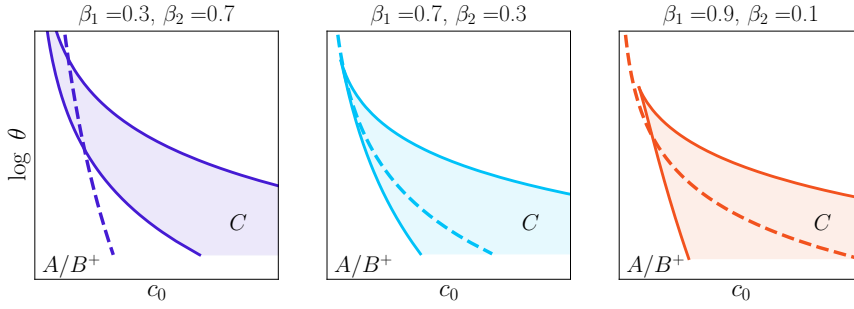 β₁ =0.3, β₂ =0.7
β₁ =0.7, β₂ =0.3
β₁ =0.9, β₂ =0.1
log θ
C
A/B⁺
c₀
C
A/B⁺
c₀
C
A/B⁺
c₀